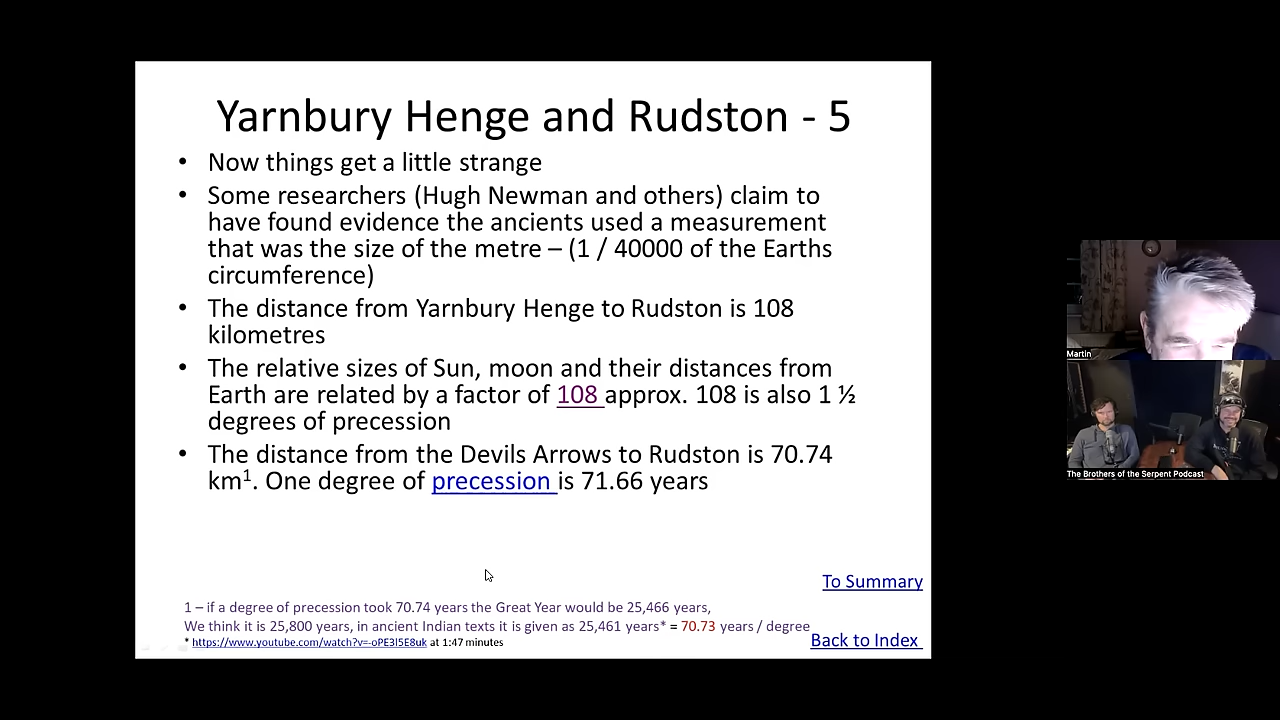 Yarnbury Henge and Rudston - 5
• Now things get a little strange
• Some researchers (Hugh Newman and others) claim to
have found evidence the ancients used a measurement
that was the size of the metre – (1 / 40000 of the Earths
circumference)
• The distance from Yarnbury Henge to Rudston is 108
kilometres
• The relative sizes of Sun, moon and their distances from
Earth are related by a factor of 108 approx. 108 is also 1 ½
degrees of precession
• The distance from the Devils Arrows to Rudston is 70.74
km¹. One degree of precession is 71.66 years
To Summary
1 – if a degree of precession took 70.74 years the Great Year would be 25,466 years,
We think it is 25,800 years, in ancient Indian texts it is given as 25,461 years* = 70.73 years / degree
* https://www.youtube.com/watch?v=-oPE3I5E8uk at 1:47 minutes
Back to Index
Martin
The Brothers of the Serpent Podcast